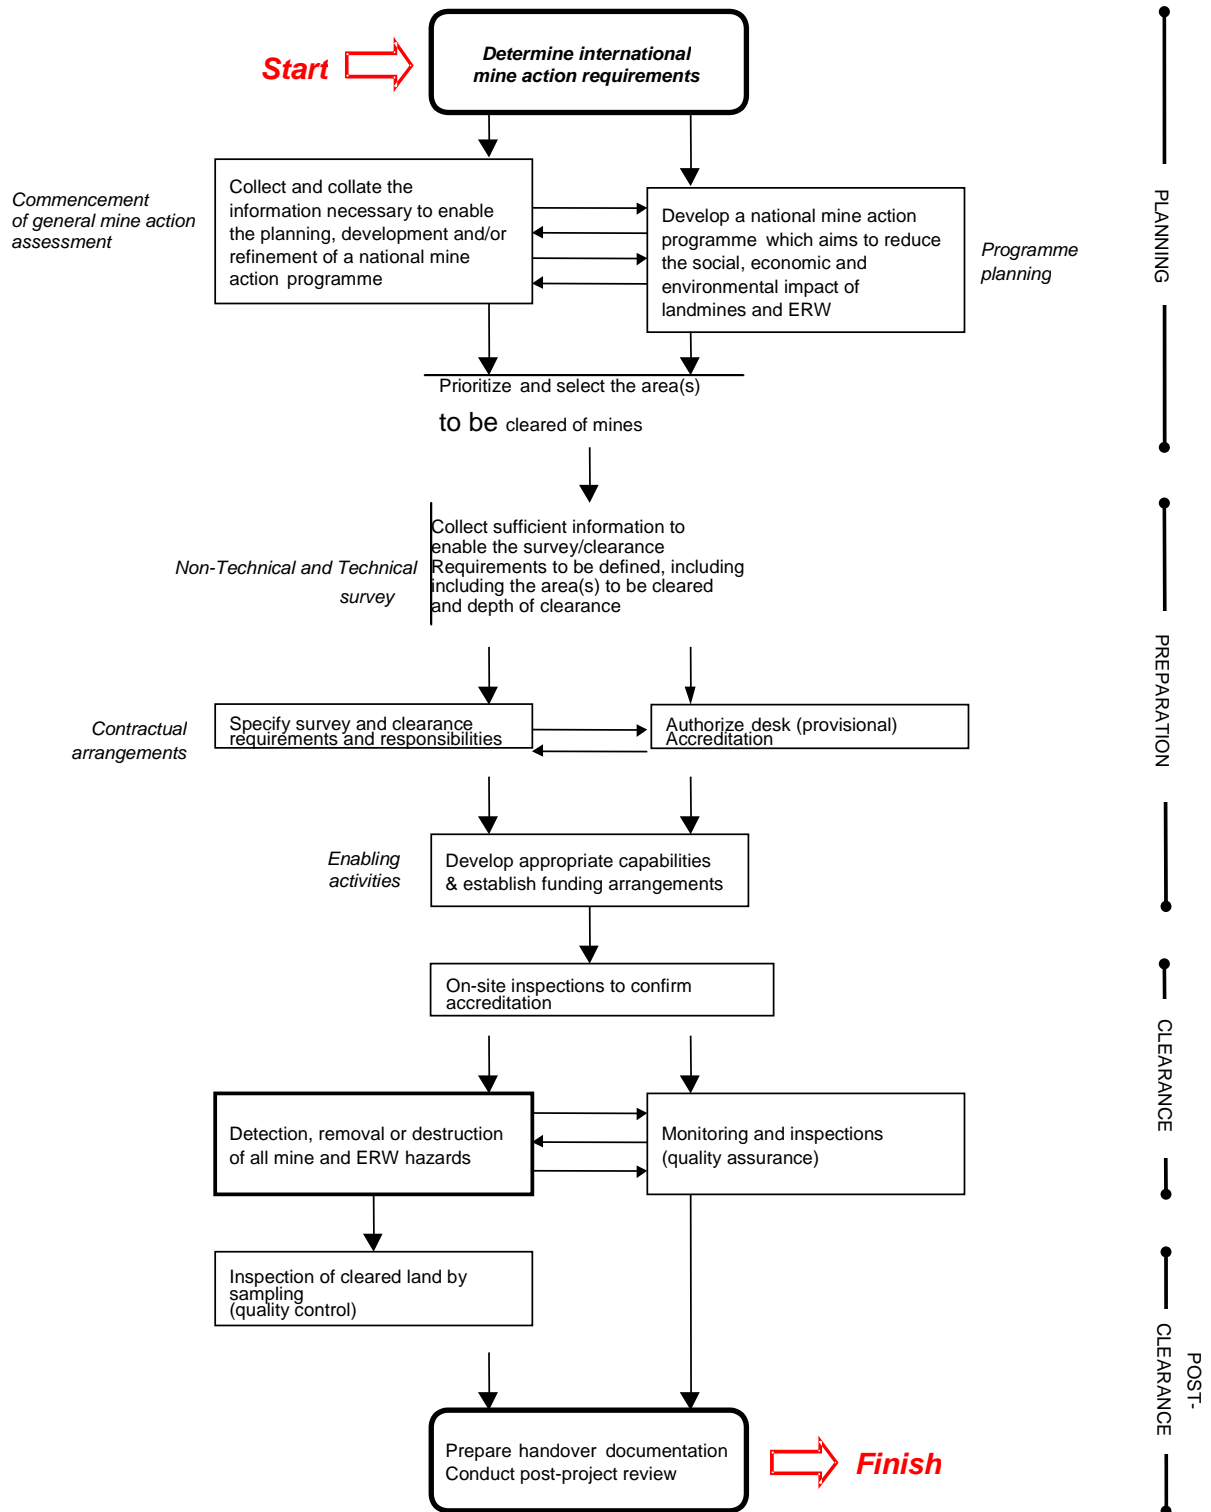 Start
Determine international
mine action requirements
Commencement
of general mine action
assessment
Collect and collate the
information necessary to enable
the planning, development and/or
refinement of a national mine
action programme
Develop a national mine action
programme which aims to reduce
the social, economic and
environmental impact of
landmines and ERW
Programme
planning
PLANNING
Prioritize and select the area(s)
to be cleared of mines
Non-Technical and Technical
survey
Collect sufficient information to
enable the survey/clearance
Requirements to be defined, including
including the area(s) to be cleared
and depth of clearance
PREPARATION
Contractual
arrangements
Specify survey and clearance
requirements and responsibilities
Authorize desk (provisional)
Accreditation
Enabling
activities
Develop appropriate capabilities
& establish funding arrangements
On-site inspections to confirm
accreditation
CLEARANCE
Detection, removal or destruction
of all mine and ERW hazards
Monitoring and inspections
(quality assurance)
Inspection of cleared land by
sampling
(quality control)
POST-
CLEARANCE
Prepare handover documentation
Conduct post-project review
Finish